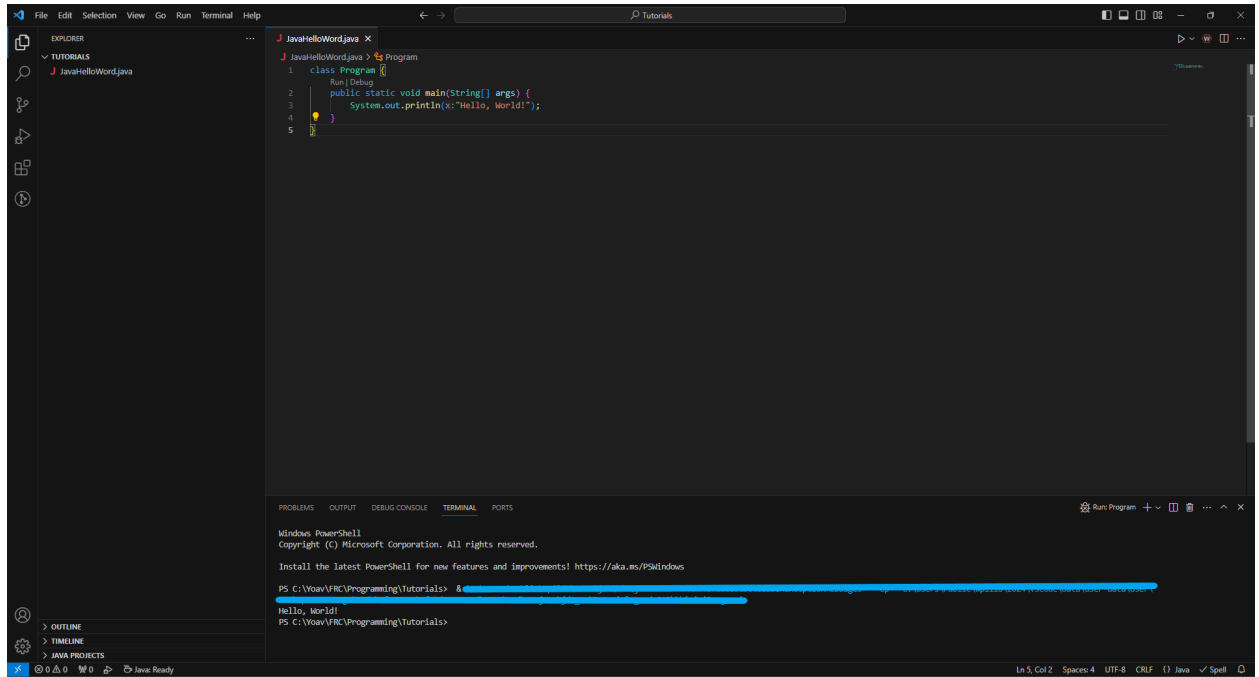 File Edit Selection View Go Run Terminal Help
Tutorials
EXPLORER
JavaHelloWord.java
TUTORIALS
JavaHelloWord.java
JavaHelloWord.java > Program
1 class Program {
Run | Debug
2 public static void main(String[] args) {
3 System.out.println(x:"Hello, World!");
4 }
5 }
PROBLEMS OUTPUT DEBUG CONSOLE TERMINAL PORTS
Run: Program
Windows PowerShell
Copyright (C) Microsoft Corporation. All rights reserved.
Install the latest PowerShell for new features and improvements! https://aka.ms/PSWindows
PS C:\Yoav\FRC\Programming\Tutorials> &
Hello, World!
PS C:\Yoav\FRC\Programming\Tutorials>
> OUTLINE
> TIMELINE
> JAVA PROJECTS
0 0 0 Java: Ready
Ln 5, Col 2 Spaces: 4 UTF-8 CRLF {} Java Spell